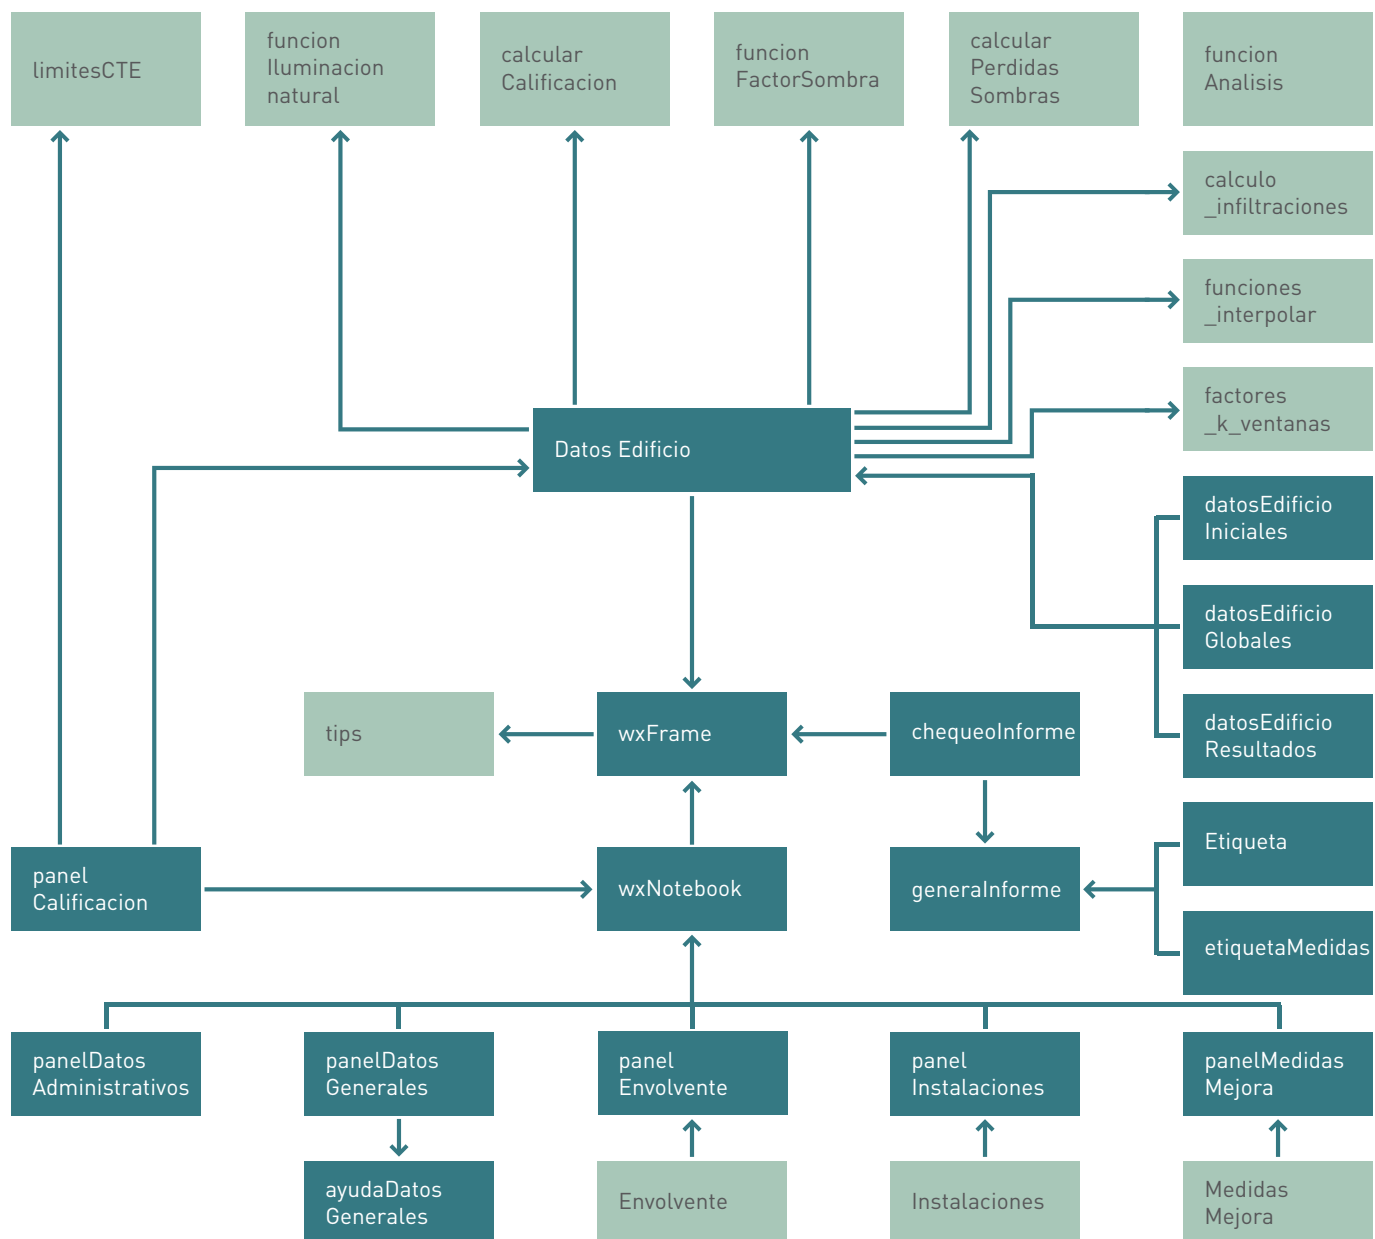 limitesCTE
funcion
Iluminacion
natural
calcular
Calificacion
funcion
FactorSombra
calcular
Perdidas
Sombras
funcion
Analisis
calculo
_infiltraciones
funciones
_interpolar
factores
_k_ventanas
Datos Edificio
datosEdificio
Iniciales
datosEdificio
Globales
datosEdificio
Resultados
tips
wxFrame
chequeoInforme
Etiqueta
panel
Calificacion
wxNotebook
generaInforme
etiquetaMedidas
panelDatos
Administrativos
panelDatos
Generales
panel
Envolvente
panel
Instalaciones
panelMedidas
Mejora
ayudaDatos
Generales
Envolvente
Instalaciones
Medidas
Mejora